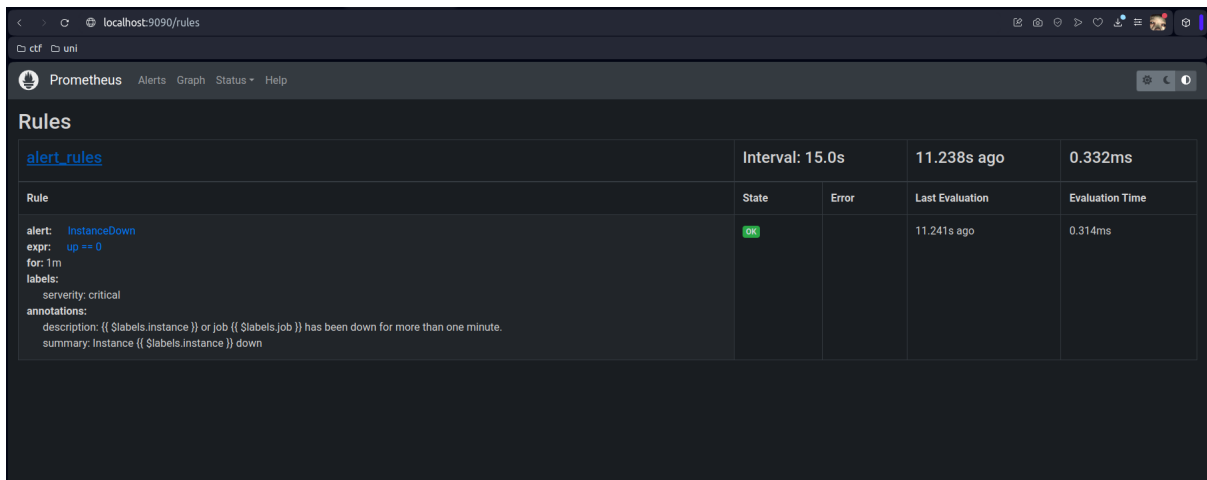 localhost:9090/rules
ctf uni
Prometheus Alerts Graph Status Help
Rules
alert_rules Interval: 15.0s 11.238s ago 0.332ms
Rule State Error Last Evaluation Evaluation Time
alert: InstanceDown OK 11.241s ago 0.314ms
expr: up == 0
for: 1m
labels:
serverity: critical
annotations:
description: {{ $labels.instance }} or job {{ $labels.job }} has been down for more than one minute.
summary: Instance {{ $labels.instance }} down